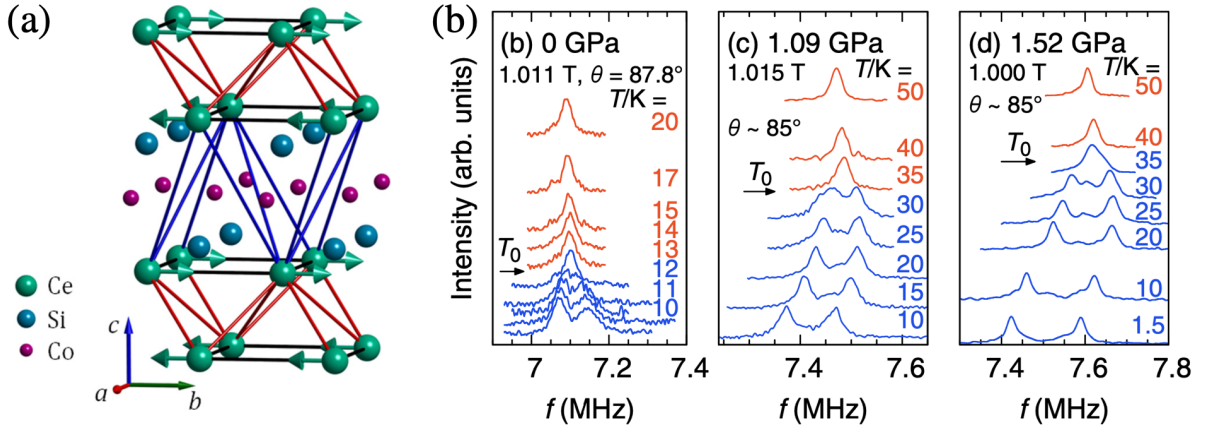 (a)
Ce
Si
Co
c
a
b
(b)
Intensity (arb. units)
(b) 0 GPa
1.011 T, θ = 87.8°
T/K =
20
17
15
14
13
T0
12
11
10
7
7.2
7.4
f (MHz)
(c) 1.09 GPa
1.015 T
T/K =
50
θ ~ 85°
40
35
T0
30
25
20
15
10
7.4
7.6
f (MHz)
(d) 1.52 GPa
1.000 T
T/K =
50
θ ~ 85°
40
T0
35
30
25
20
10
1.5
7.4
7.6
7.8
f (MHz)